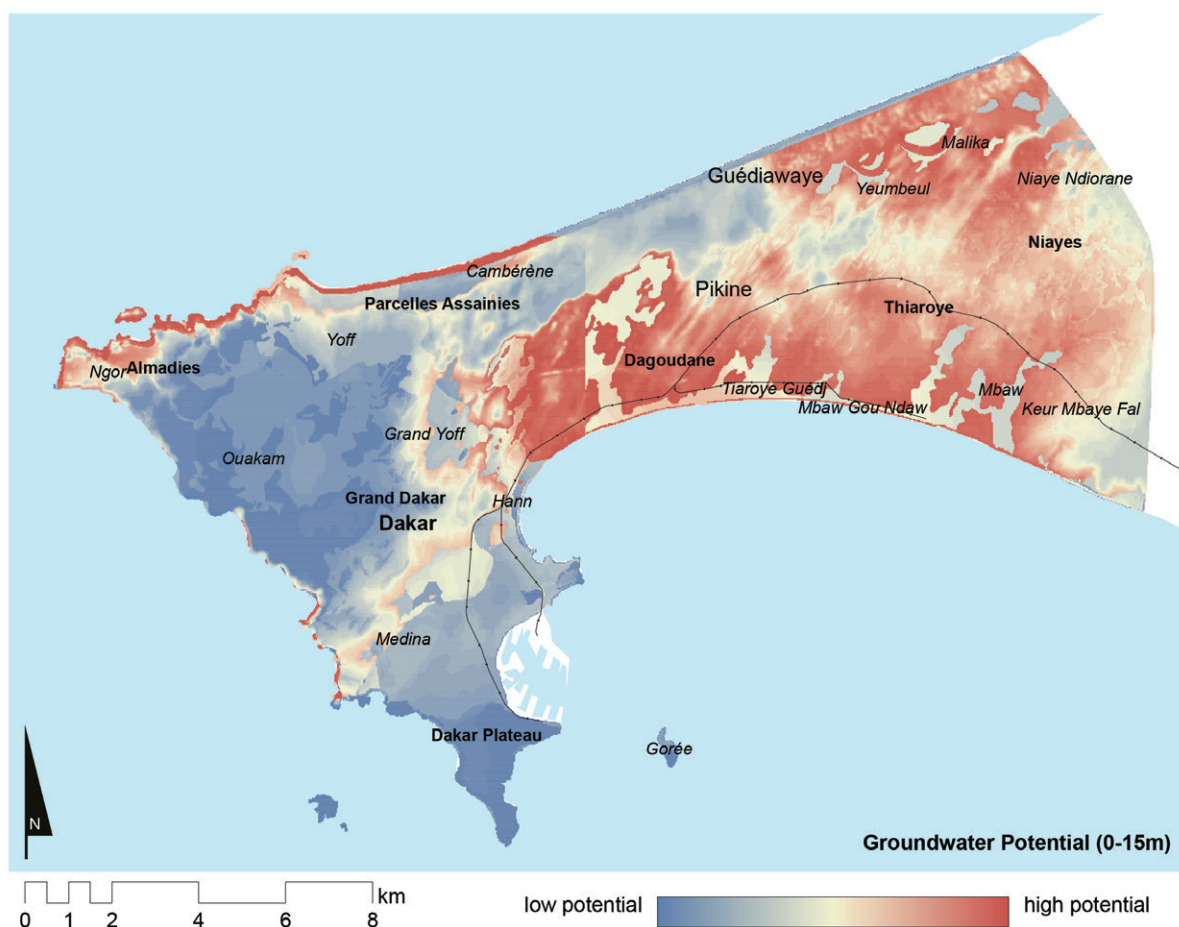 Malika
Guédiawaye
Yeumbeul
Niaye Ndiorane
Niayes
Cambérène
Pikine
Parcelles Assainies
Thiaroye
Yoff
Dagoudane
Ngor
Almadies
Tiaroye Guédj
Mbaw
Mbaw Gou Ndaw
Keur Mbaye Fal
Grand Yoff
Ouakam
Grand Dakar
Hann
Dakar
Medina
Dakar Plateau
Gorée
N
Groundwater Potential (0-15m)
km
0 1 2 4 6 8
low potential
high potential